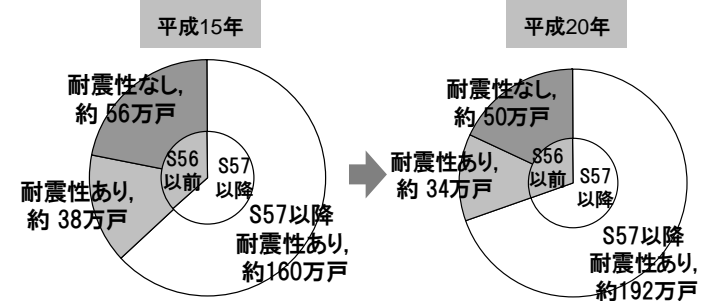 平成15年
耐震性なし,
約 56万戸
S56
以前
S57
以降
耐震性あり,
約 38万戸
S57以降
耐震性あり,
約160万戸
平成20年
耐震性なし,
約 50万戸
S56
以前
S57
以降
耐震性あり,
約 34万戸
S57以降
耐震性あり,
約192万戸